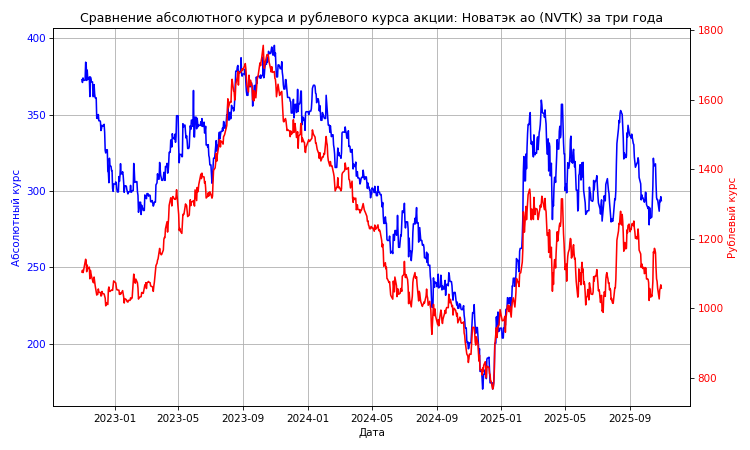 Сравнение абсолютного курса и рублевого курса акции: Новатэк ао (NVTK) за три года
400
350
300
250
200
Абсолютный курс
1800
1600
1400
1200
1000
800
Рублевый курс
2023-01 2023-05 2023-09 2024-01 2024-05 2024-09 2025-01 2025-05 2025-09
Дата